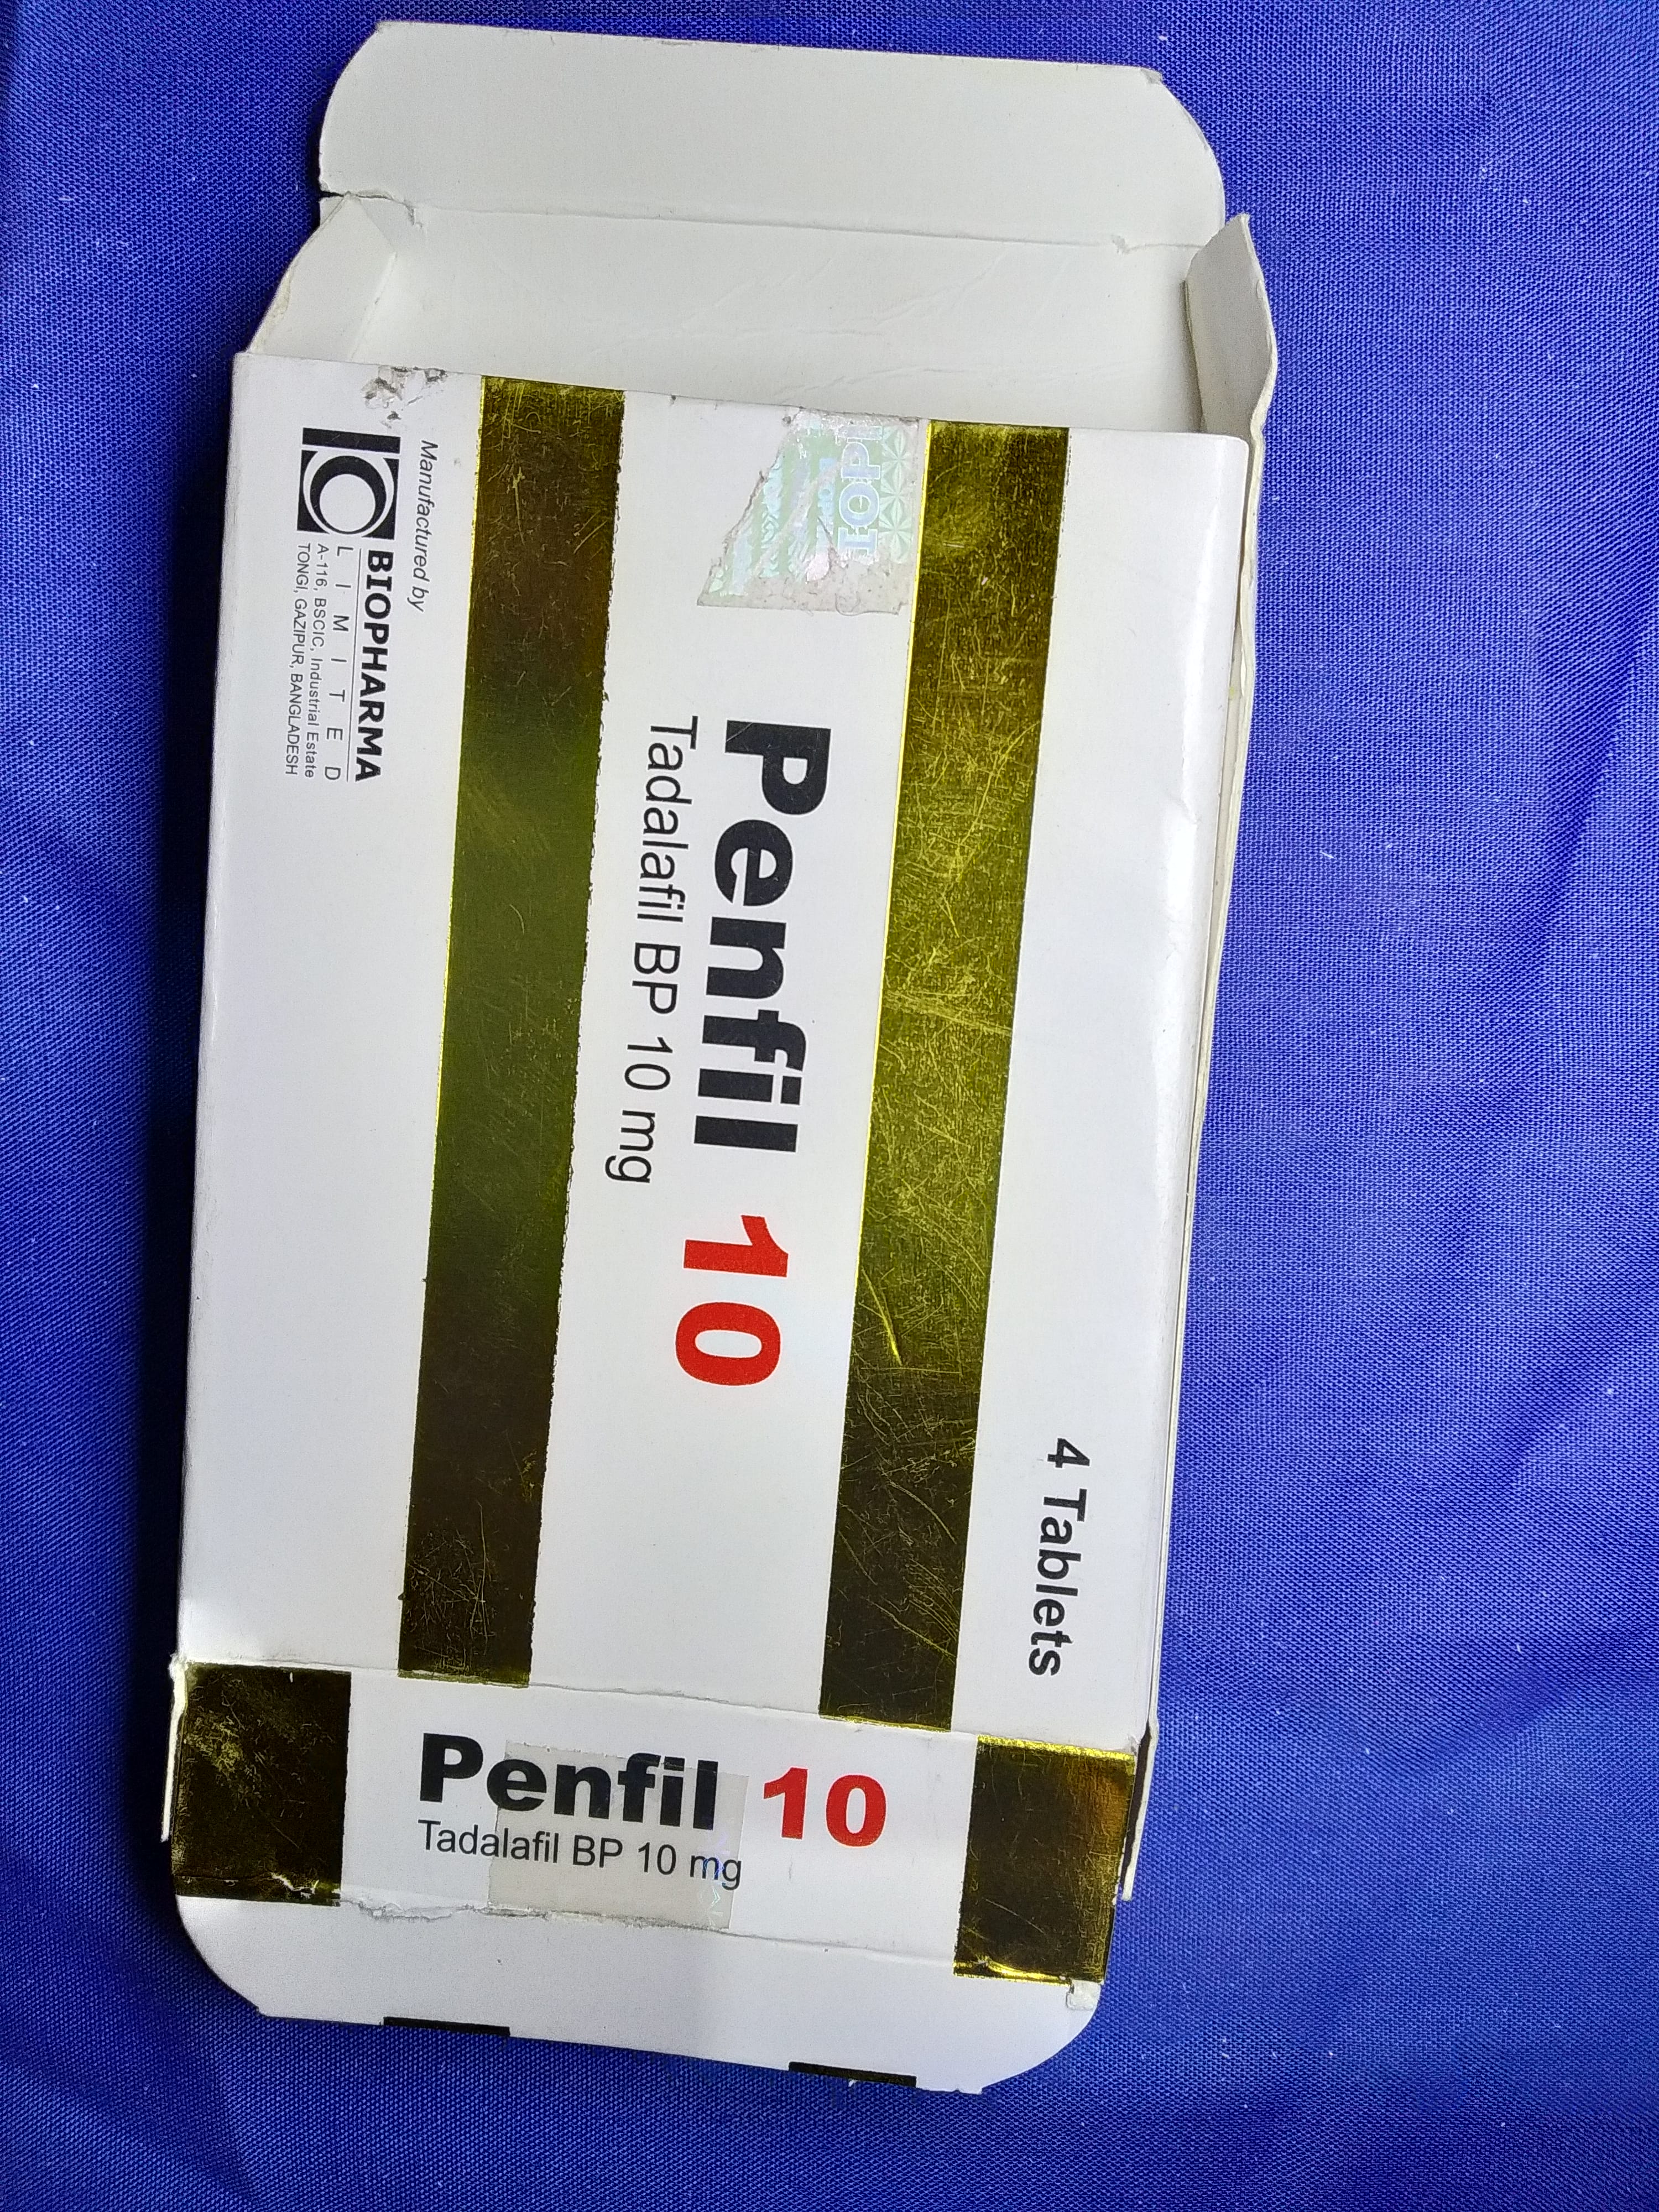 4 Tablets
Penfil 10
Tadalafil BP 10 mg
Manufactured by
BIOPHARMA
LIMITED
A-116, BSCIC, Industrial Estate
TONGI, GAZIPUR, BANGLADESH
Penfil 10
Tadalafil BP 10 mg